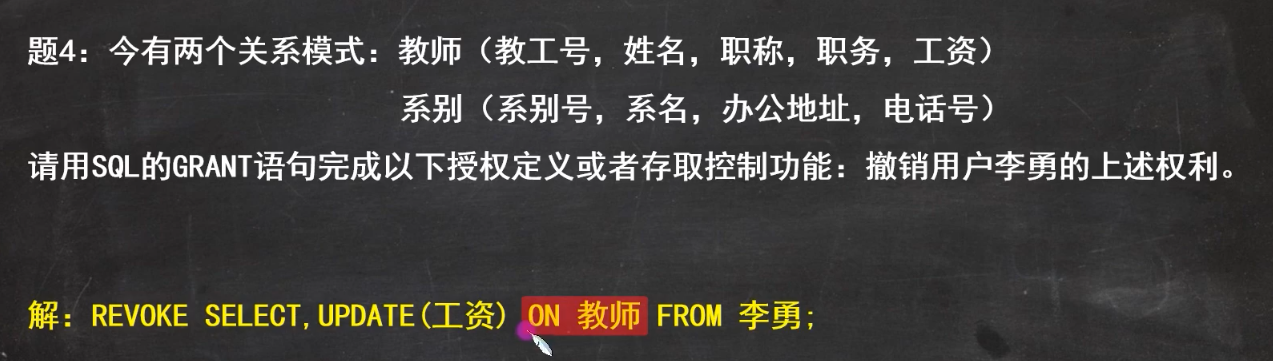 题4：今有两个关系模式：教师（教工号，姓名，职称，职务，工资）
系别（系别号，系名，办公地址，电话号）
请用SQL的GRANT语句完成以下授权定义或者存取控制功能：撤销用户李勇的上述权利。
解：REVOKE SELECT,UPDATE(工资) ON 教师 FROM 李勇;